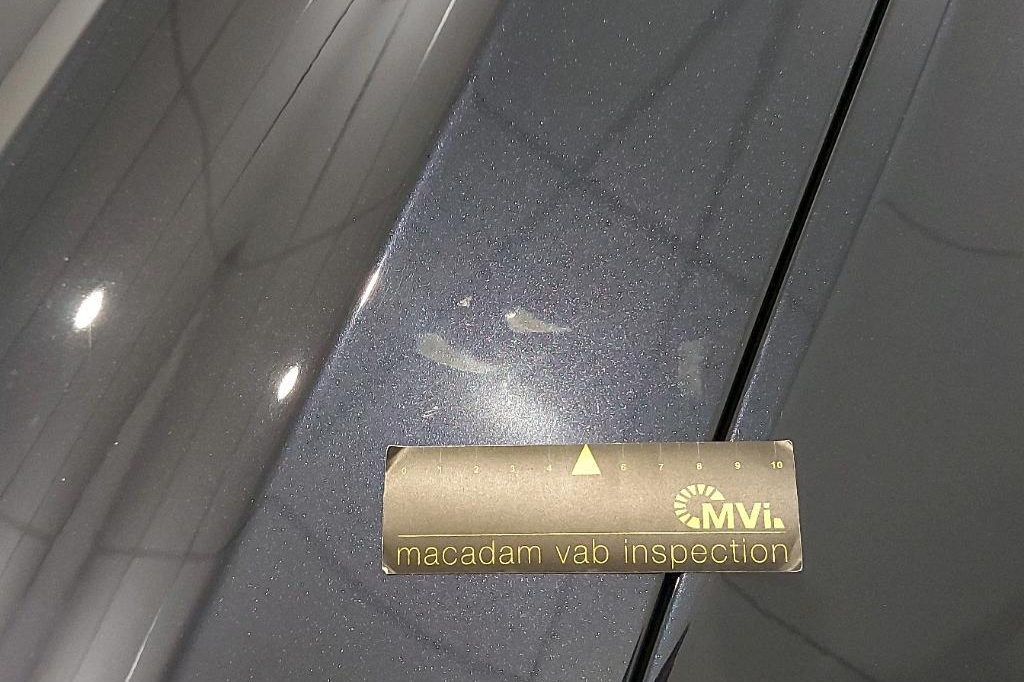 0 1 2 3 4 6 7 8 9 10
MVi
macadam vab inspection